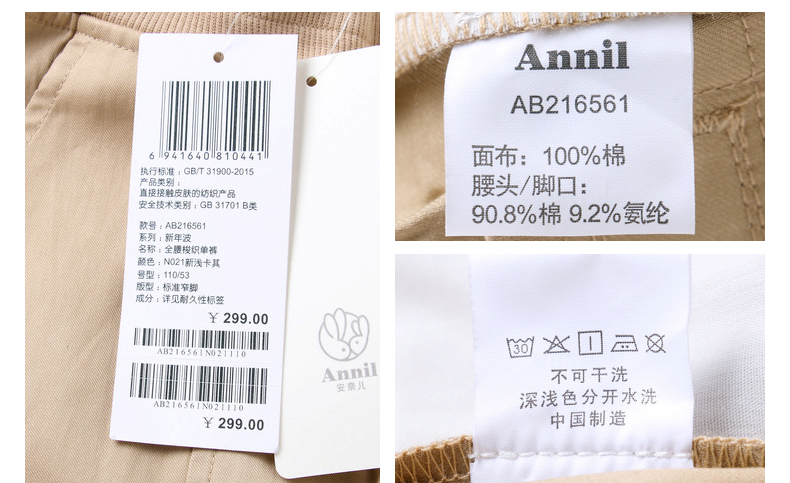 6 941640 810441
执行标准：GB/T 31900-2015
产品类别：
直接接触皮肤的纺织产品
安全技术类别：GB 31701 B类
款号：AB216561
系列：新年波
名称：全腰梭织单裤
颜色：N021新浅卡其
号型：110/53
版型：标准窄脚
成分：详见耐久性标签
￥ 299.00
AB216561N021110
AB216561N021110
￥ 299.00
Annil
安奈儿
Annil
AB216561
面布：100%棉
腰头/脚口：
90.8%棉 9.2%氨纶
30
不可干洗
深浅色分开水洗
中国制造